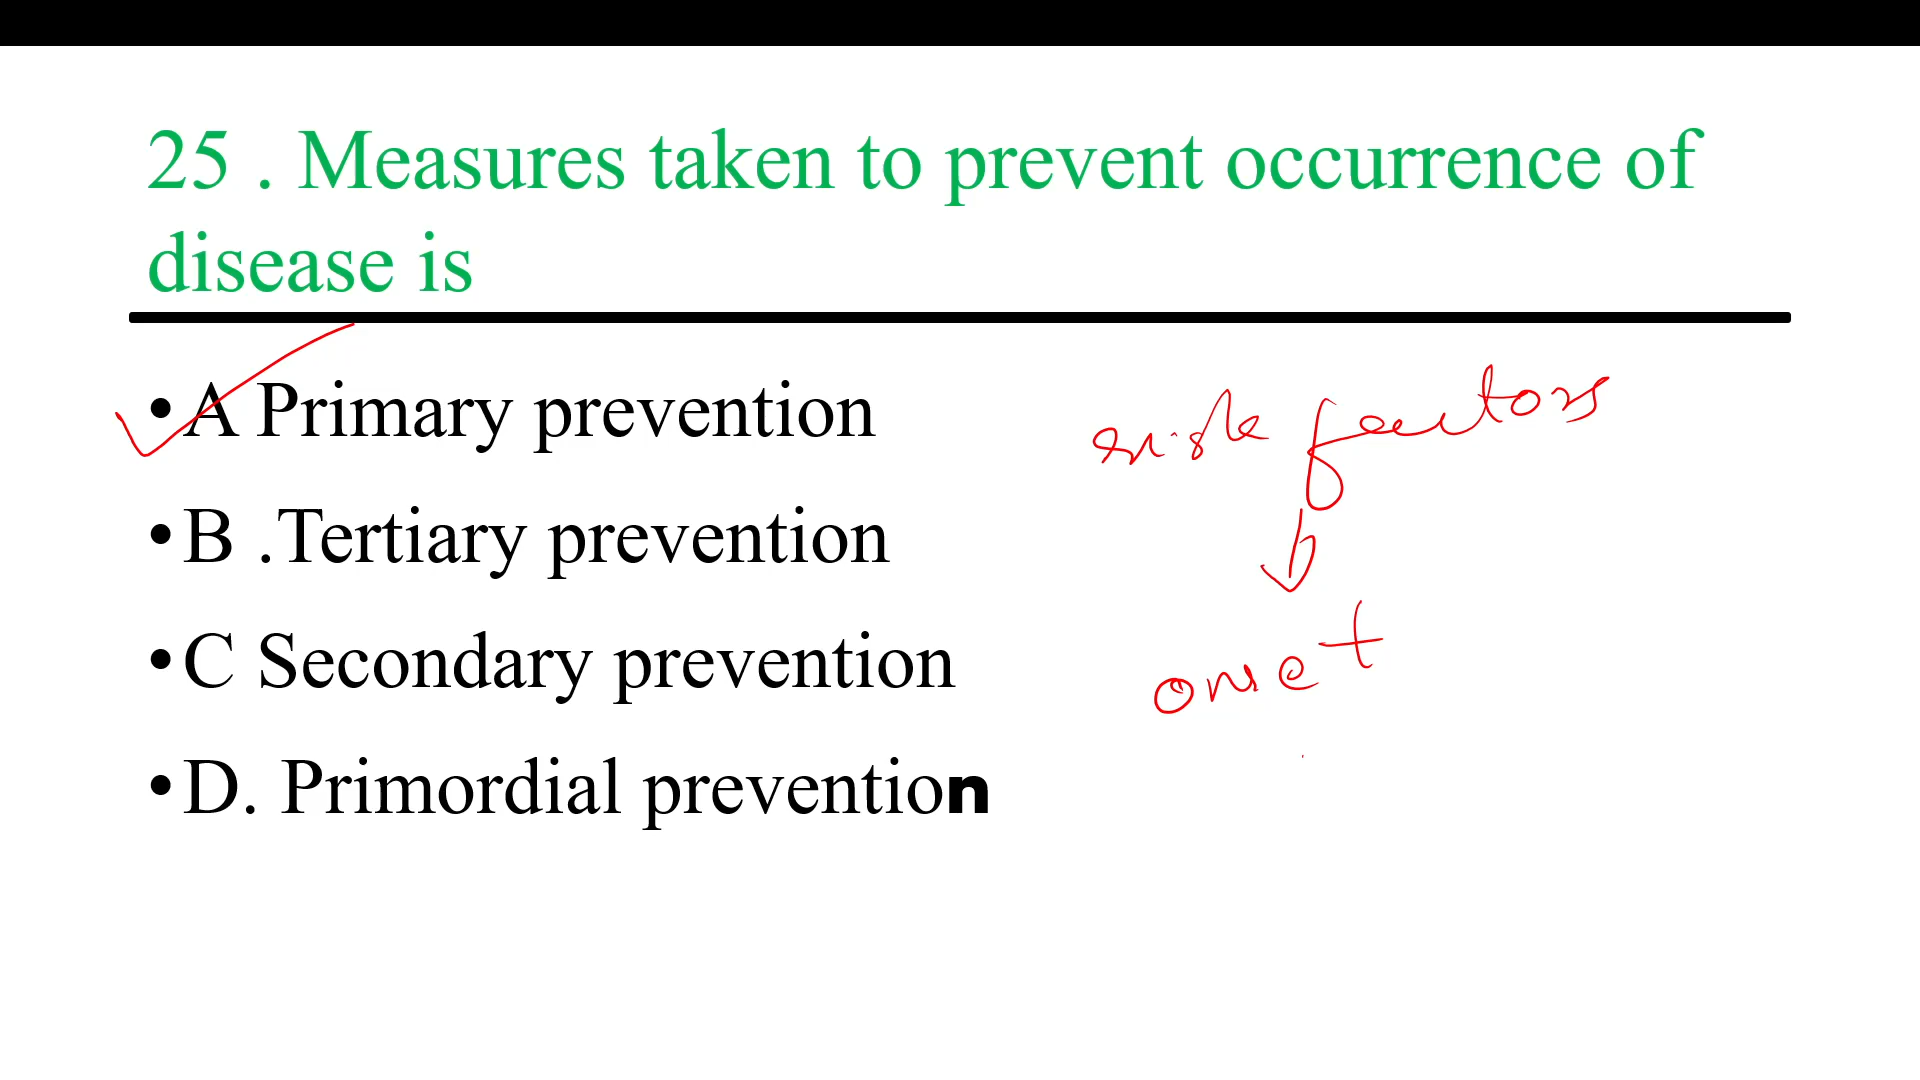 25 . Measures taken to prevent occurrence of
disease is
•A Primary prevention
•B .Tertiary prevention
•C Secondary prevention
•D. Primordial prevention
risk factors
onset